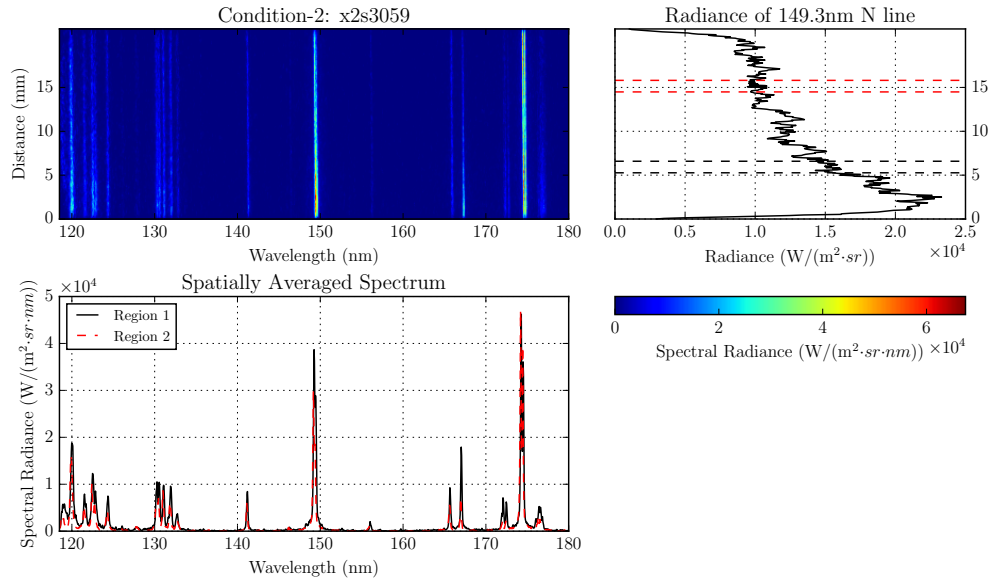 Condition-2: x2s3059
Distance (mm)
15
10
5
0
120 130 140 150 160 170 180
Wavelength (nm)
Radiance of 149.3nm N line
15
10
5
0
0.0 0.5 1.0 1.5 2.0 2.5
×10⁴
Radiance (W/(m²·sr))
Spatially Averaged Spectrum
×10⁴
Spectral Radiance (W/(m²·sr·nm))
5
4
3
2
1
0
Region 1
Region 2
120 130 140 150 160 170 180
Wavelength (nm)
0 2 4 6
×10⁴
Spectral Radiance (W/(m²·sr·nm))